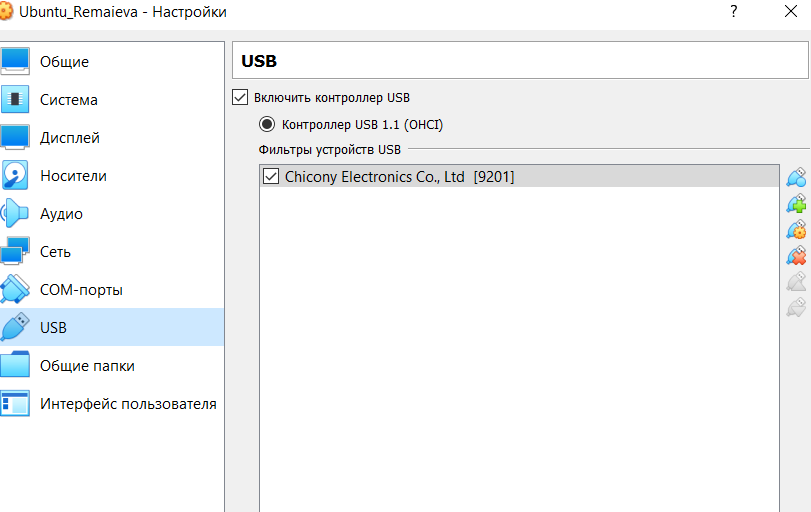 Ubuntu_Remaieva - Настройки
?
Общие
Система
Дисплей
Носители
Аудио
Сеть
COM-порты
USB
Общие папки
Интерфейс пользователя
USB
Включить контроллер USB
Контроллер USB 1.1 (OHCI)
Фильтры устройств USB
Chicony Electronics Co., Ltd [9201]